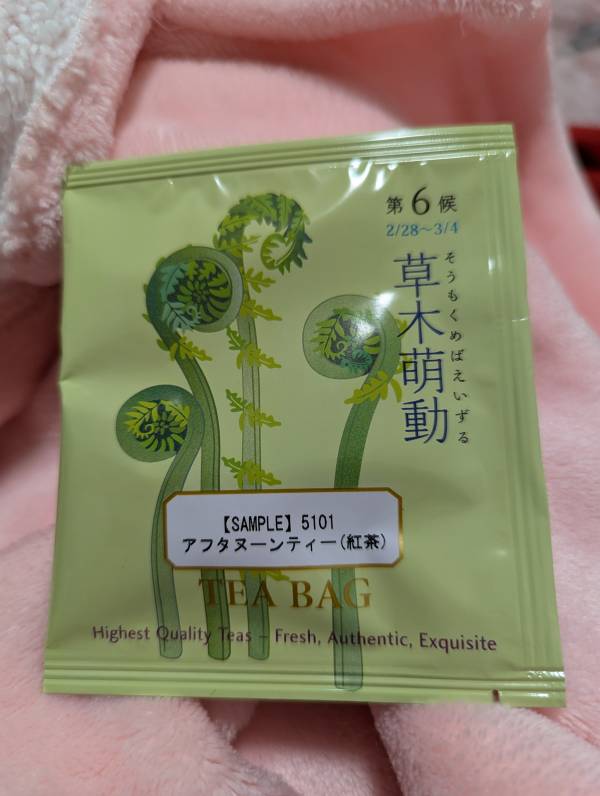 第6候
2/28～3/4
草木萌動
そうもくめばえいずる
【SAMPLE】5101
アフタヌーンティー(紅茶)
TEA BAG
Highest Quality Teas – Fresh, Authentic, Exquisite